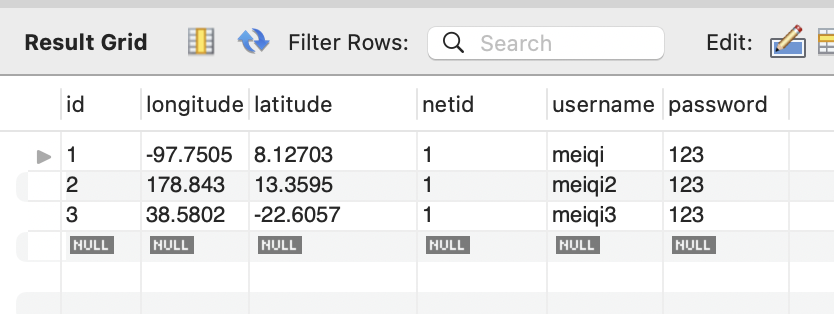 Result Grid Filter Rows: Search Edit:
id longitude latitude netid username password
1 -97.7505 8.12703 1 meiqi 123
2 178.843 13.3595 1 meiqi2 123
3 38.5802 -22.6057 1 meiqi3 123
NULL NULL NULL NULL NULL NULL